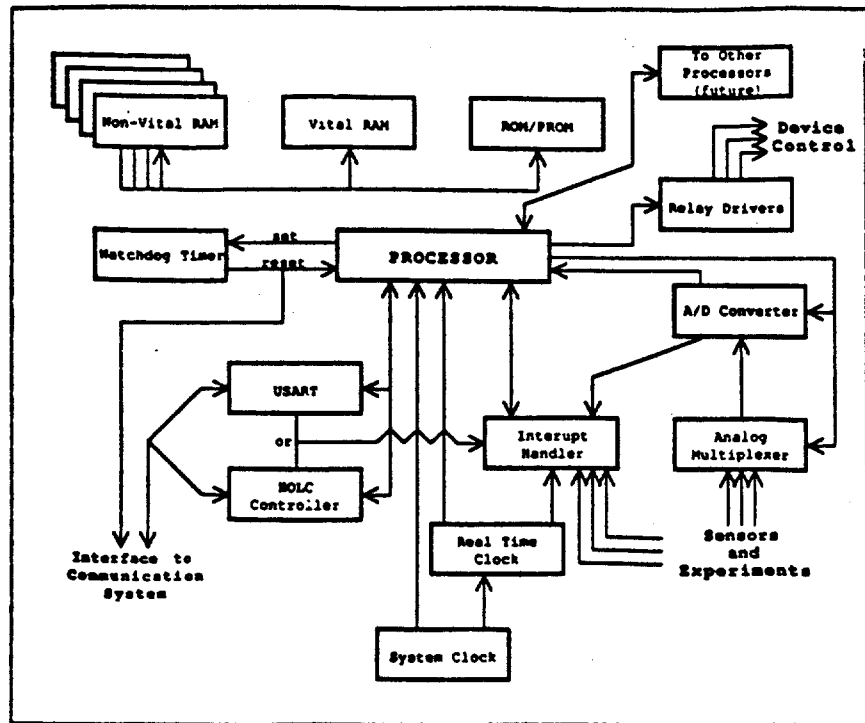 To Other
Processors
(future)
Non-Vital RAM
Vital RAM
ROM/PROM
Device
Control
Relay Drivers
Watchdog Timer
set
reset
PROCESSOR
A/D Converter
USART
or
HOLC
Controller
Interupt
Handler
Analog
Multiplexer
Real Time
Clock
Sensors
and
Experiments
Interface to
Communication
System
System Clock